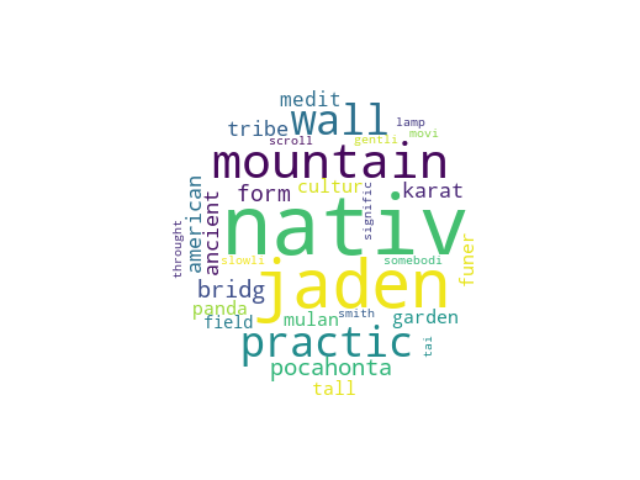 medit
wall
lamp
movi
tribe
scroll
gentli
mountain
form
cultur
karat
signific
american
ancient
throught
nativ
slowli
somebodi
funer
jaden
bridg
panda
field
mulan
smith
garden
practic
tai
pocahonta
tall